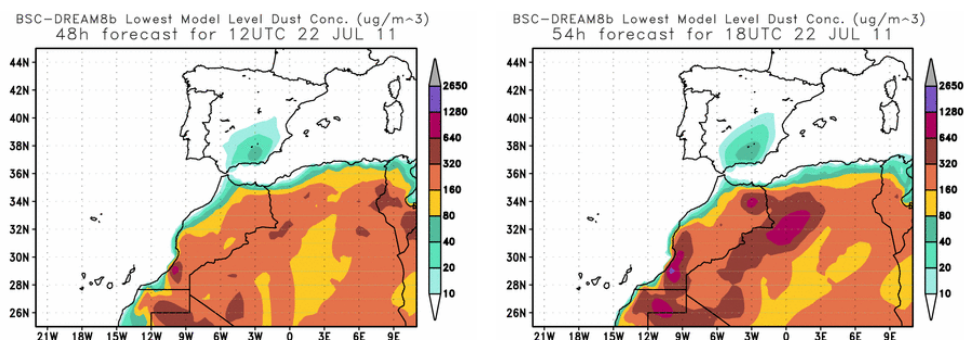 BSC-DREAM8b Lowest Model Level Dust Conc. (ug/m^3)
48h forecast for 12UTC 22 JUL 11
44N
42N
40N
38N
36N
34N
32N
30N
28N
26N
21W 18W 15W 12W 9W 6W 3W 0 3E 6E 9E
2650
1280
640
320
160
80
40
20
10
BSC-DREAM8b Lowest Model Level Dust Conc. (ug/m^3)
54h forecast for 18UTC 22 JUL 11
44N
42N
40N
38N
36N
34N
32N
30N
28N
26N
21W 18W 15W 12W 9W 6W 3W 0 3E 6E 9E
2650
1280
640
320
160
80
40
20
10